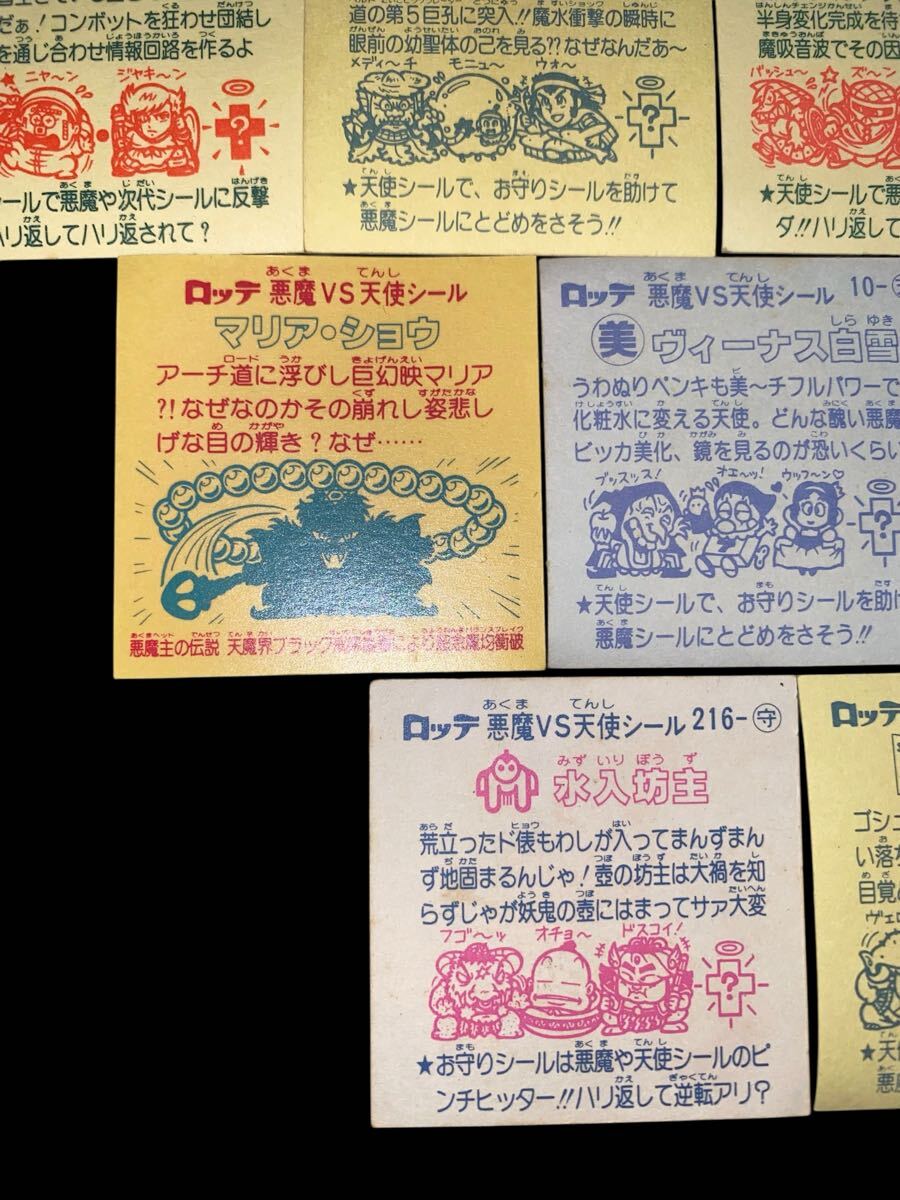 だぁ！コンボットを狂わせ団結し
を通じ合わせ情報回路を作るよ
ニャ〜ン ジャキ〜ン
?
シールで悪魔や次代シールに反撃
ハリ返してハリ返されて？
道の第5巨孔に突入!!魔水衝撃の瞬時に
眼前の幼聖体の己を見る??なぜなんだあ〜
メディ〜チ モニュ〜 ウォ〜
?
★天使シールで、お守りシールを助けて
悪魔シールにとどめをさそう!!
半身変化完成を待
魔吸音波でその因
バッシュ〜 ズ〜ン
★天使シールで悪
ダ!!ハリ返して
ロッテ 悪魔VS天使シール
マリア・ショウ
アーチ道に浮びし巨幻映マリア
?!なぜなのかその崩れし姿悲し
げな目の輝き？なぜ……
悪魔主の伝説 天魔界ブラック
均衡破
ロッテ 悪魔VS天使シール 10-
美 ヴィーナス白雪
うわぬりペンキも美〜チフルパワーで
化粧水に変える天使。どんな醜い悪魔
ビッカ美化、鏡を見るのが恐いくらい
ブッスッス！ オエ〜ッ！ ウッフ〜ン♡
?
★天使シールで、お守りシールを助け
悪魔シールにとどめをさそう!!
ロッテ 悪魔VS天使シール 216-守
水入坊主
荒立ったド俵もわしが入ってまんずまん
ず地固まるんじゃ！壺の坊主は大禍を知
らずじゃが妖鬼の壺にはまってサァ大変
フゴ〜ッ オチョ〜 ドスコイ！
?
★お守りシールは悪魔や天使シールのピ
ンチヒッター!!ハリ返して逆転アリ？
ロッテ
ゴシュ
い落
目覚め
ヴェロ
★天
悪